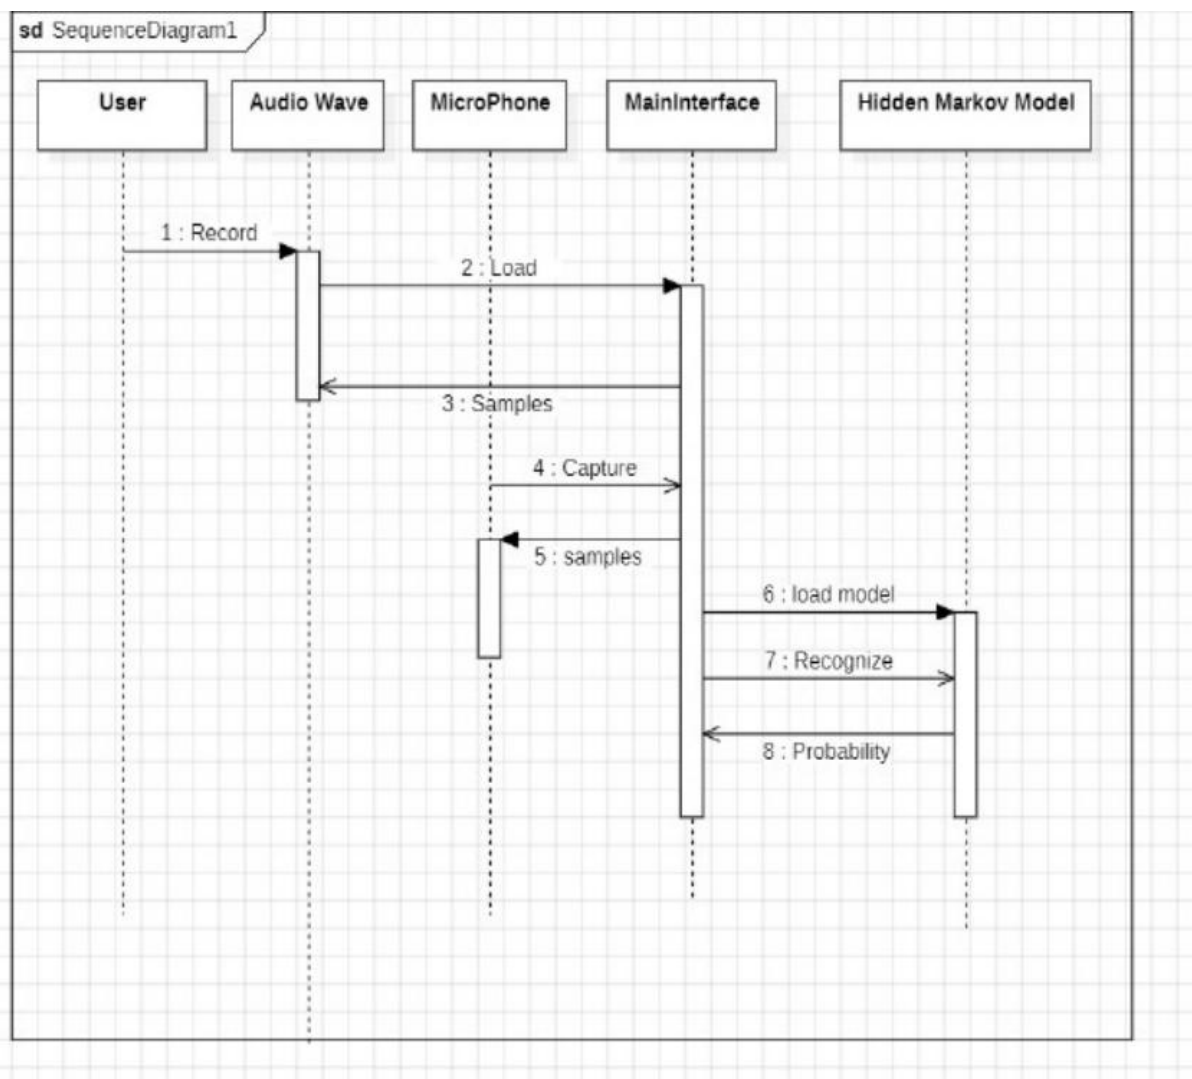 sd SequenceDiagram1
User
Audio Wave
MicroPhone
MainInterface
Hidden Markov Model
1 : Record
2 : Load
3 : Samples
4 : Capture
5 : samples
6 : load model
7 : Recognize
8 : Probability